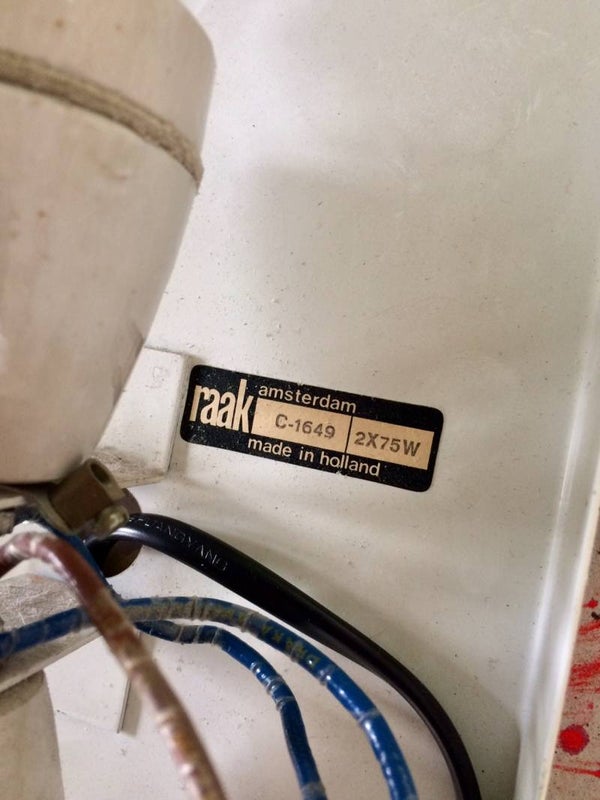 raak
amsterdam
C-1649 2X75W
made in holland